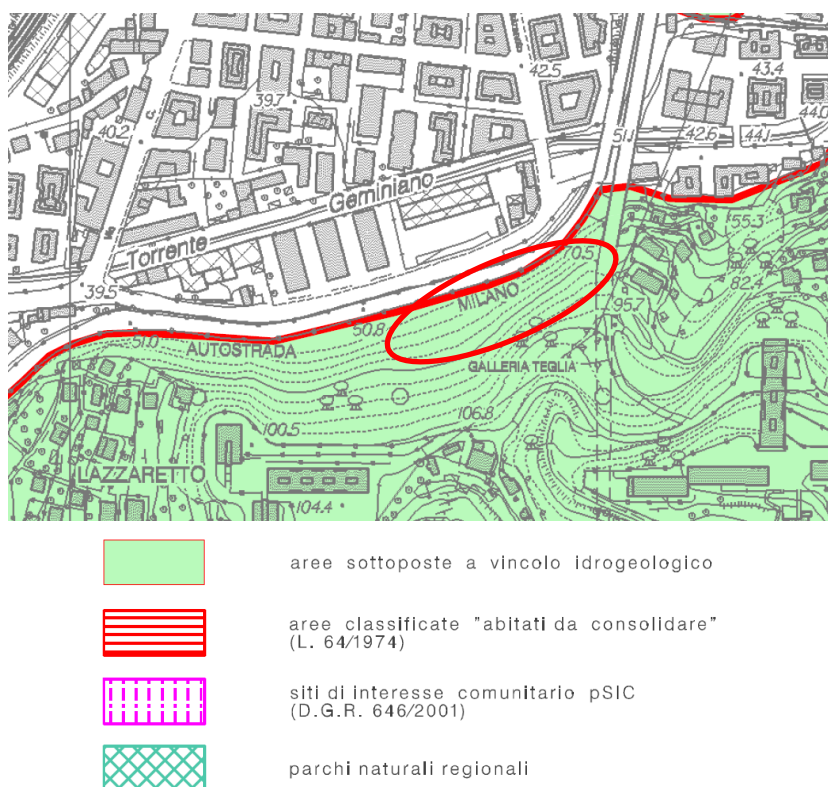 42.5
43.4
39.7
44.0
40.2
51.1
42.6
44.1
Geminiano
Torrente
55.3
70.5
82.4
39.5
MILANO
95.7
50.8
51.0
AUTOSTRADA
GALLERIA TEGLIA'
106.8
100.5
LAZZARETTO
104.4
aree sottoposte a vincolo idrogeologico
aree classificate "abitati da consolidare"
(L. 64/1974)
siti di interesse comunitario pSIC
(D.G.R. 646/2001)
parchi naturali regionali